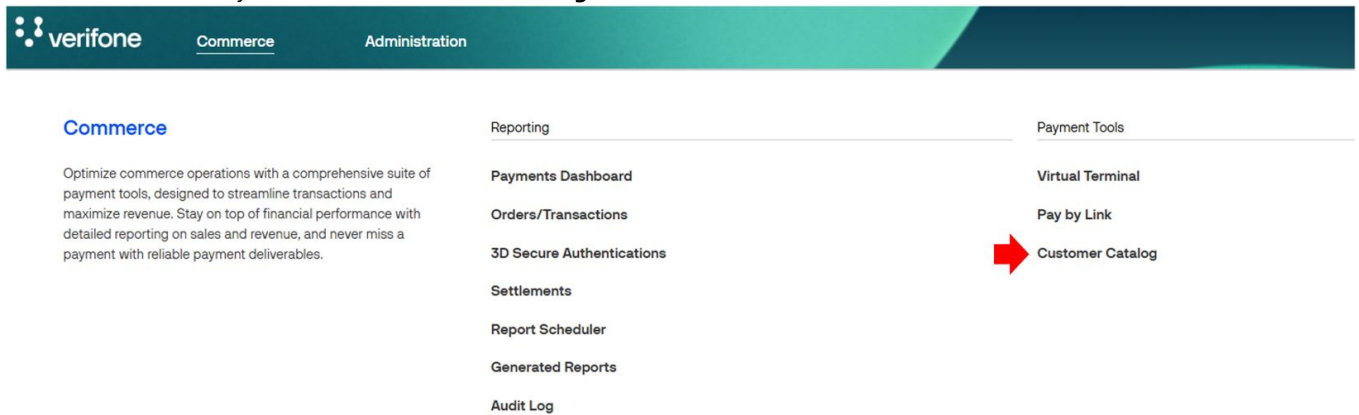 verifone
Commerce
Administration
Commerce
Optimize commerce operations with a comprehensive suite of
payment tools, designed to streamline transactions and
maximize revenue. Stay on top of financial performance with
detailed reporting on sales and revenue, and never miss a
payment with reliable payment deliverables.
Reporting
Payments Dashboard
Orders/Transactions
3D Secure Authentications
Settlements
Report Scheduler
Generated Reports
Audit Log
Payment Tools
Virtual Terminal
Pay by Link
Customer Catalog